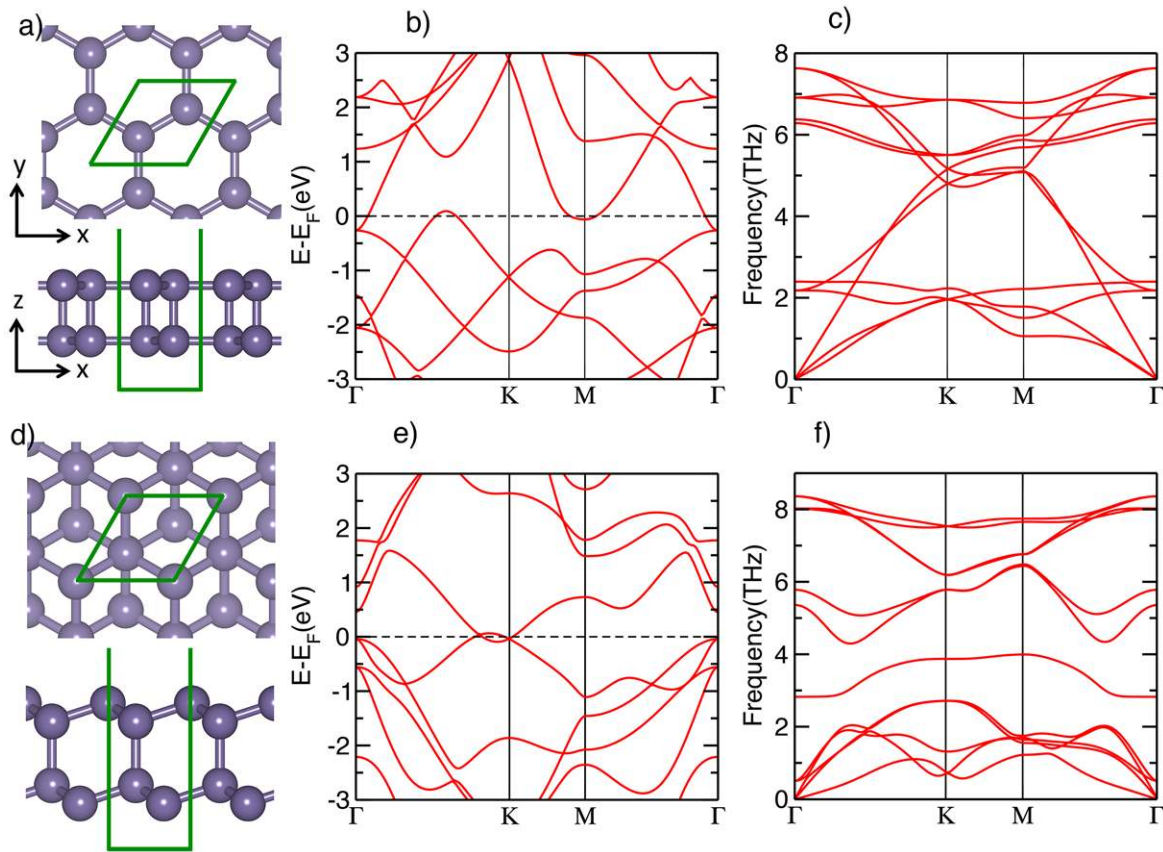 a)
y
x
z
x
b)
E-E_F(eV)
3
2
1
0
-1
-2
-3
Γ K M Γ
c)
Frequency(THz)
8
6
4
2
0
Γ K M Γ
d)
e)
E-E_F(eV)
3
2
1
0
-1
-2
-3
Γ K M Γ
f)
Frequency(THz)
8
6
4
2
0
Γ K M Γ